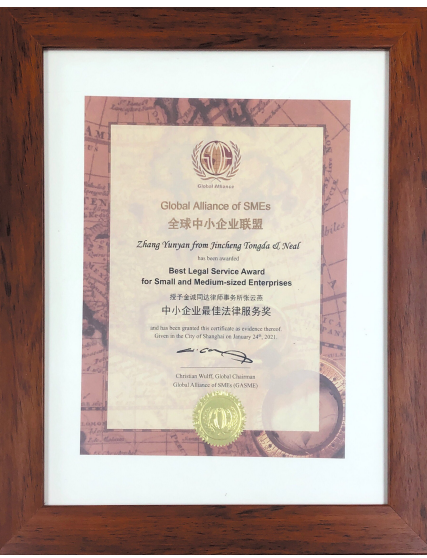 SME
Global Alliance
Global Alliance of SMEs
全球中小企业联盟
Zhang Yunyan from Jincheng Tongda & Neal
has been awarded
Best Legal Service Award
for Small and Medium-sized Enterprises
授予金诚同达律师事务所张云燕
中小企业最佳法律服务奖
and has been granted this certificate as evidence thereof
Given in the City of Shanghai on January 24th, 2021.
Christian Wolff, Global Chairman
Global Alliance of SMEs (GASME)